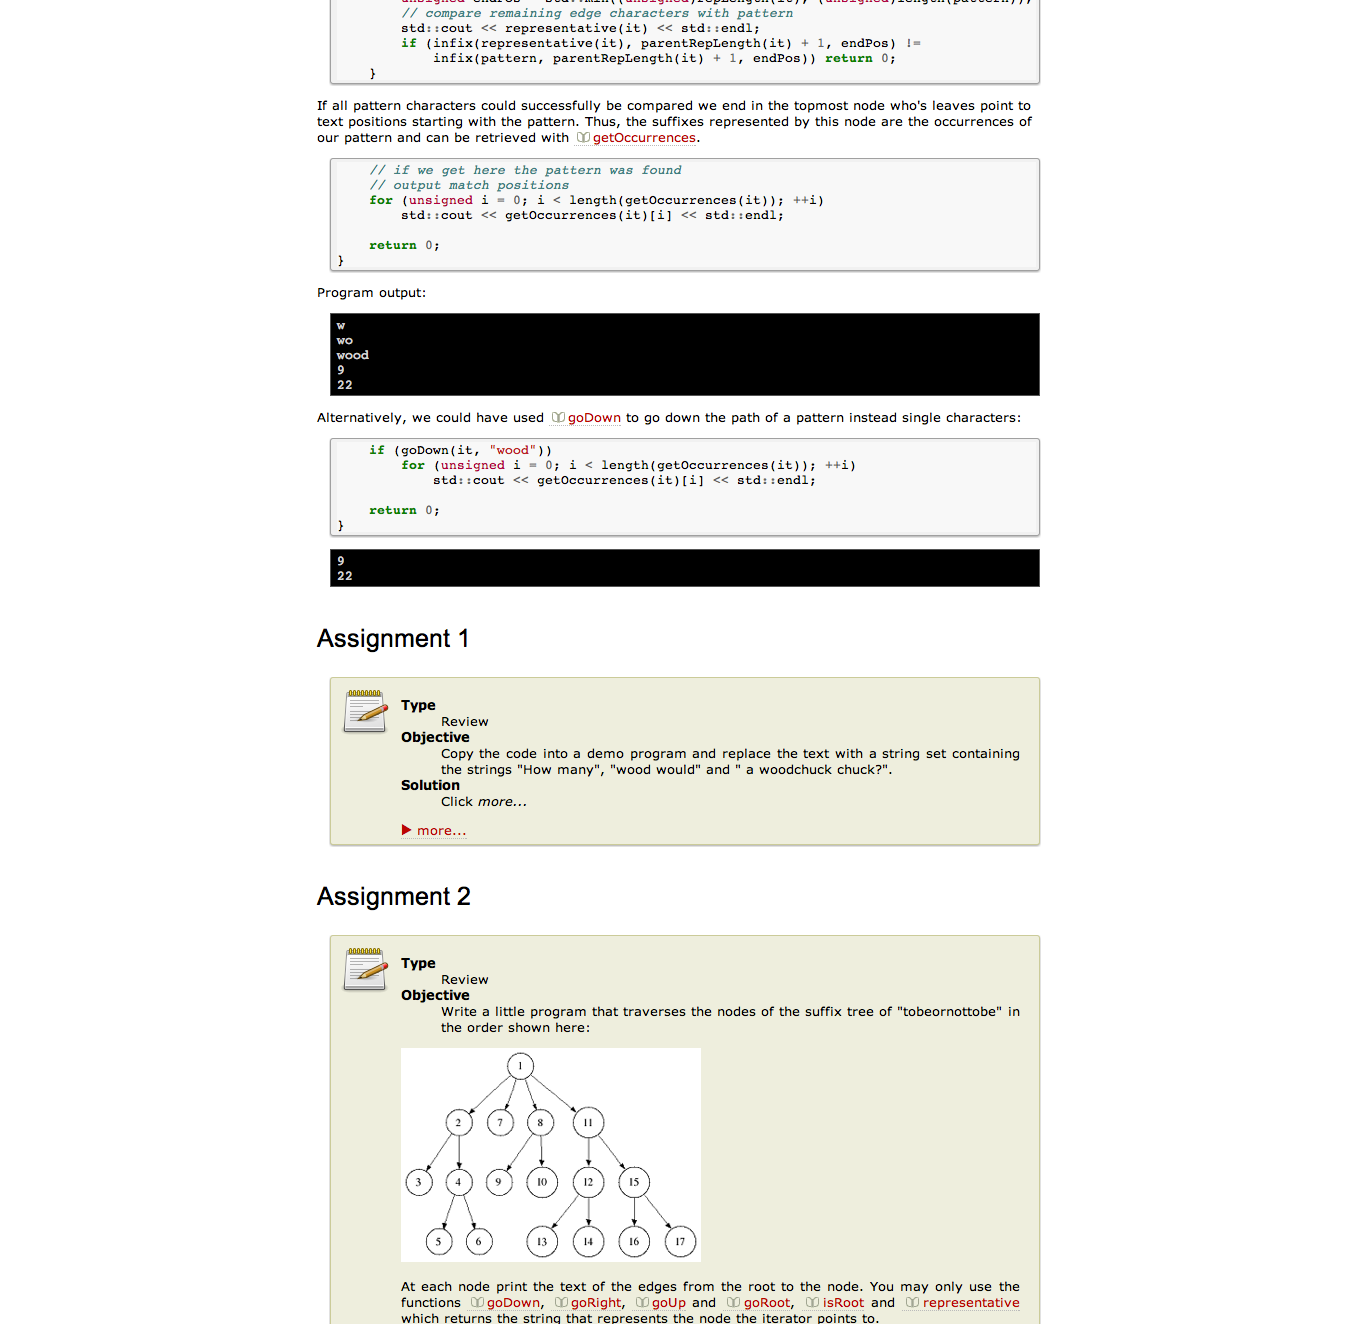 // compare remaining edge characters with pattern
std::cout << representative(it) << std::endl;
if (infix(representative(it), parentRepLength(it) + 1, endPos) !=
infix(pattern, parentRepLength(it) + 1, endPos)) return 0;
}
If all pattern characters could successfully be compared we end in the topmost node who's leaves point to
text positions starting with the pattern. Thus, the suffixes represented by this node are the occurrences of
our pattern and can be retrieved with getOccurrences.
// if we get here the pattern was found
// output match positions
for (unsigned i = 0; i < length(getOccurrences(it)); ++i)
std::cout << getOccurrences(it)[i] << std::endl;
return 0;
}
Program output:
w
wo
wood
9
22
Alternatively, we could have used goDown to go down the path of a pattern instead single characters:
if (goDown(it, "wood"))
for (unsigned i = 0; i < length(getOccurrences(it)); ++i)
std::cout << getOccurrences(it)[i] << std::endl;
return 0;
}
9
22
Assignment 1
Type
Review
Objective
Copy the code into a demo program and replace the text with a string set containing
the strings "How many", "wood would" and " a woodchuck chuck?".
Solution
Click more...
more...
Assignment 2
Type
Review
Objective
Write a little program that traverses the nodes of the suffix tree of "tobeornottobe" in
the order shown here:
1
2 7 8 11
3 4 9 10 12 15
5 6 13 14 16 17
At each node print the text of the edges from the root to the node. You may only use the
functions goDown, goRight, goUp and goRoot, isRoot and representative
which returns the string that represents the node the iterator points to.